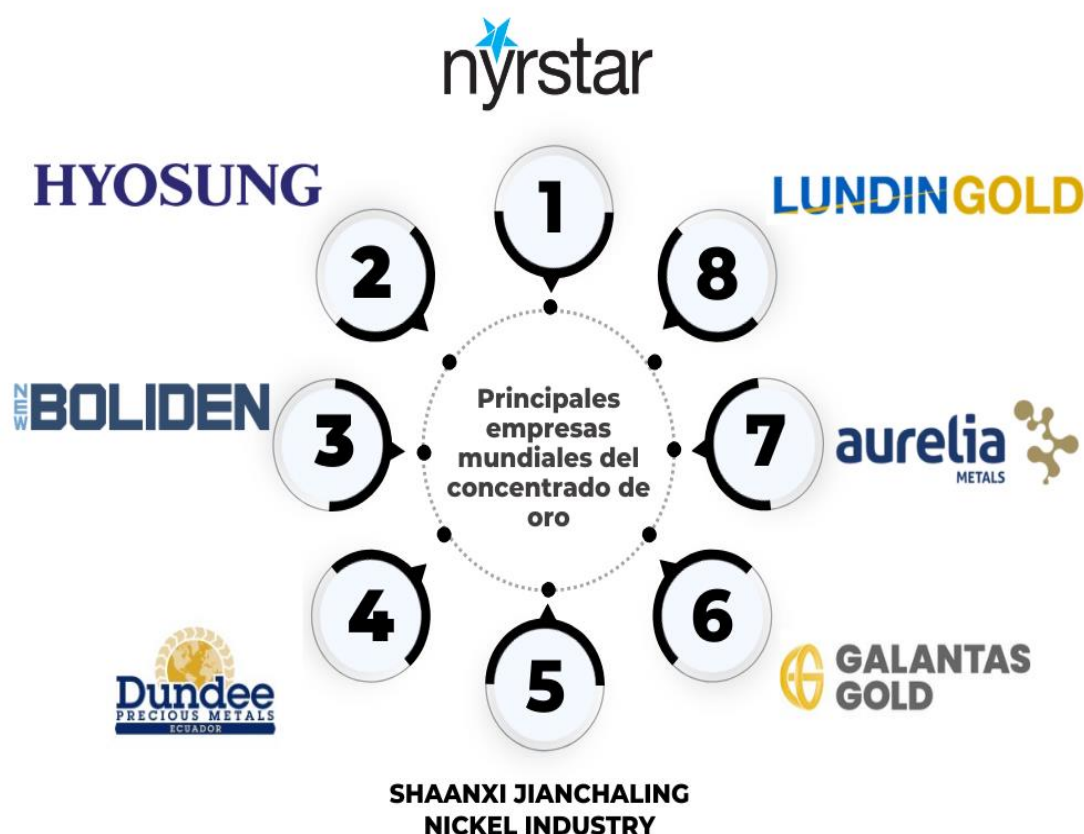 nyrstar
1
HYOSUNG
2
LUNDINGOLD
8
NEW BOLIDEN
3
Principales
empresas
mundiales del
concentrado de
oro
7
aurelia
METALS
4
Dundee
PRECIOUS METALS
ECUADOR
5
6
GALANTAS
GOLD
SHAANXI JIANCHALING
NICKEL INDUSTRY